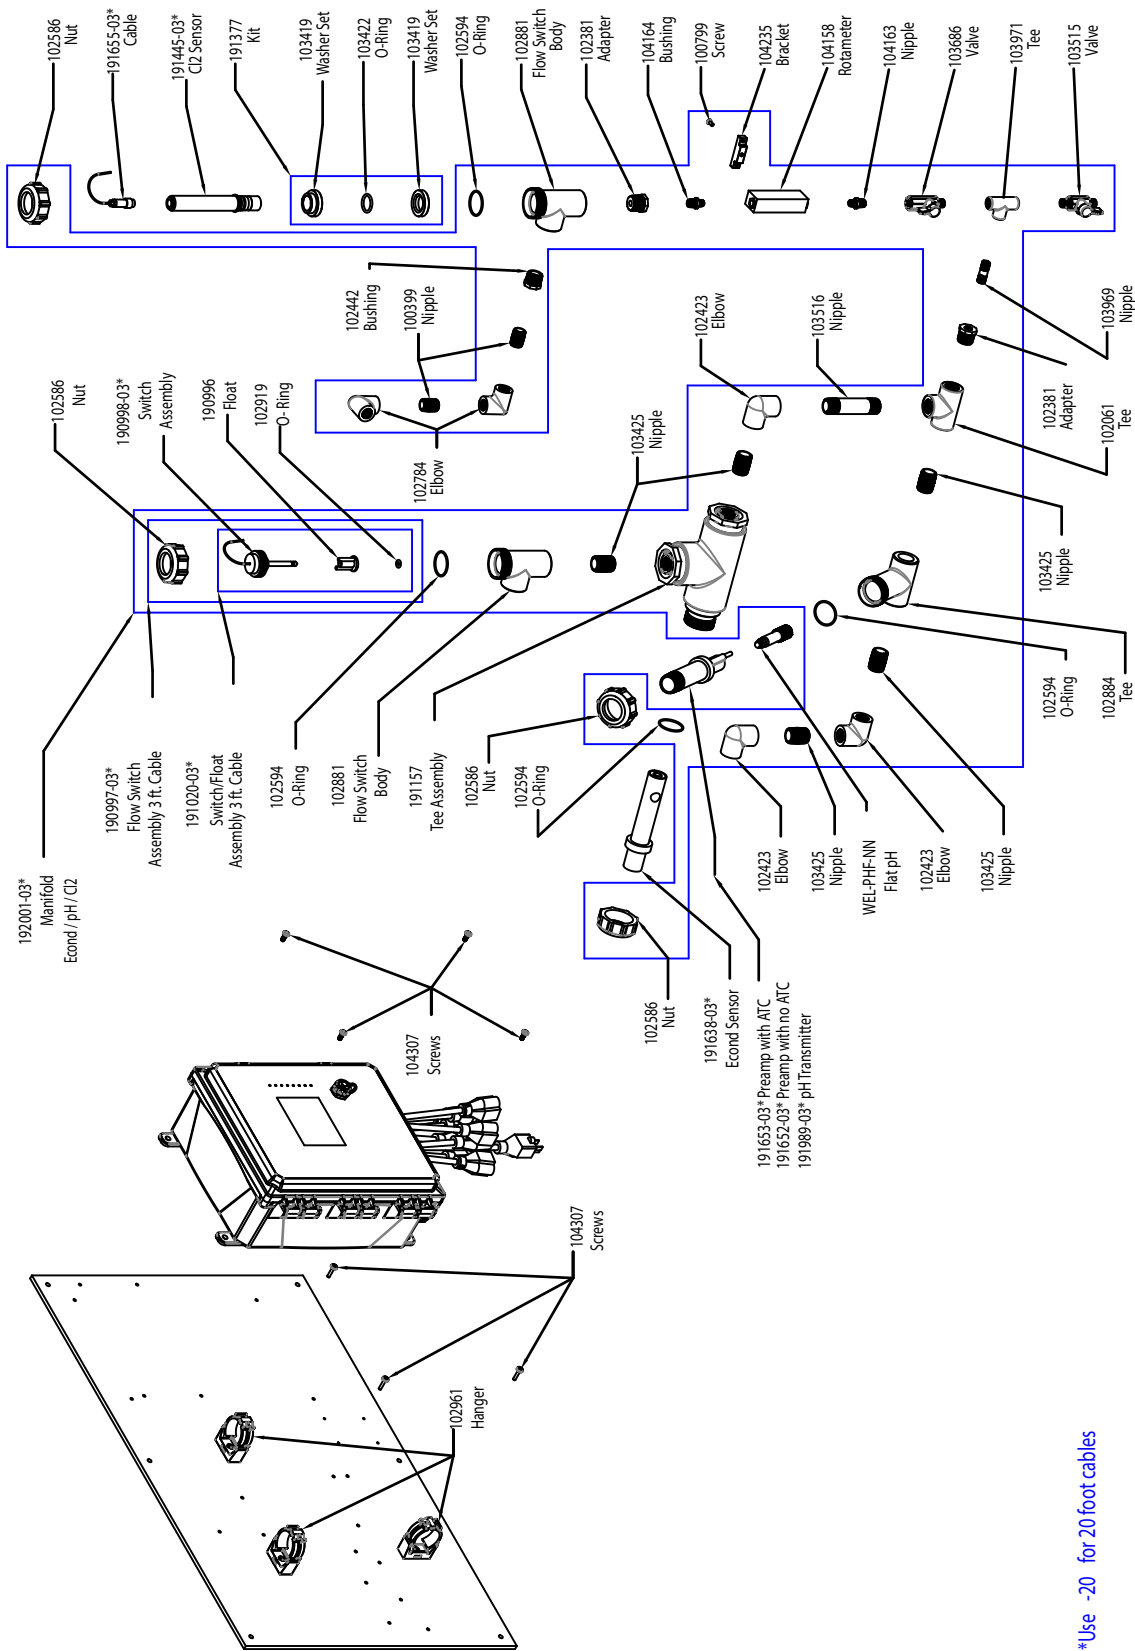 102586
Nut
191655-03*
Cable
191445-03*
Cl2 Sensor
191377
Kit
103419
Washer Set
103422
O-Ring
103419
Washer Set
102594
O-Ring
102881
Flow Switch
Body
102381
Adapter
104164
Bushing
100799
Screw
104235
Bracket
104158
Rotameter
104163
Nipple
103686
Valve
103971
Tee
103515
Valve
102442
Bushing
100399
Nipple
102784
Elbow
102423
Elbow
103516
Nipple
103969
Nipple
102381
Adapter
102061
Tee
103425
Nipple
102586
Nut
190998-03*
Switch
Assembly
190996
Float
102919
O- Ring
103425
Nipple
102594
O-Ring
102884
Tee
192001-03*
Manifold
Econd / pH / Cl2
190997-03*
Flow Switch
Assembly 3 ft. Cable
191020-03*
Switch/Float
Assembly 3 ft. Cable
102594
O-Ring
102881
Flow Switch
Body
191157
Tee Assembly
102586
Nut
102594
O-Ring
102423
Elbow
103425
Nipple
WEL-PHF-NN
Flat pH
102423
Elbow
103425
Nipple
102586
Nut
191638-03*
Econd Sensor
191653-03* Preamp with ATC
191652-03* Preamp with no ATC
191989-03* pH Transmitter
104307
Screws
104307
Screws
102961
Hanger
*Use -20 for 20 foot cables